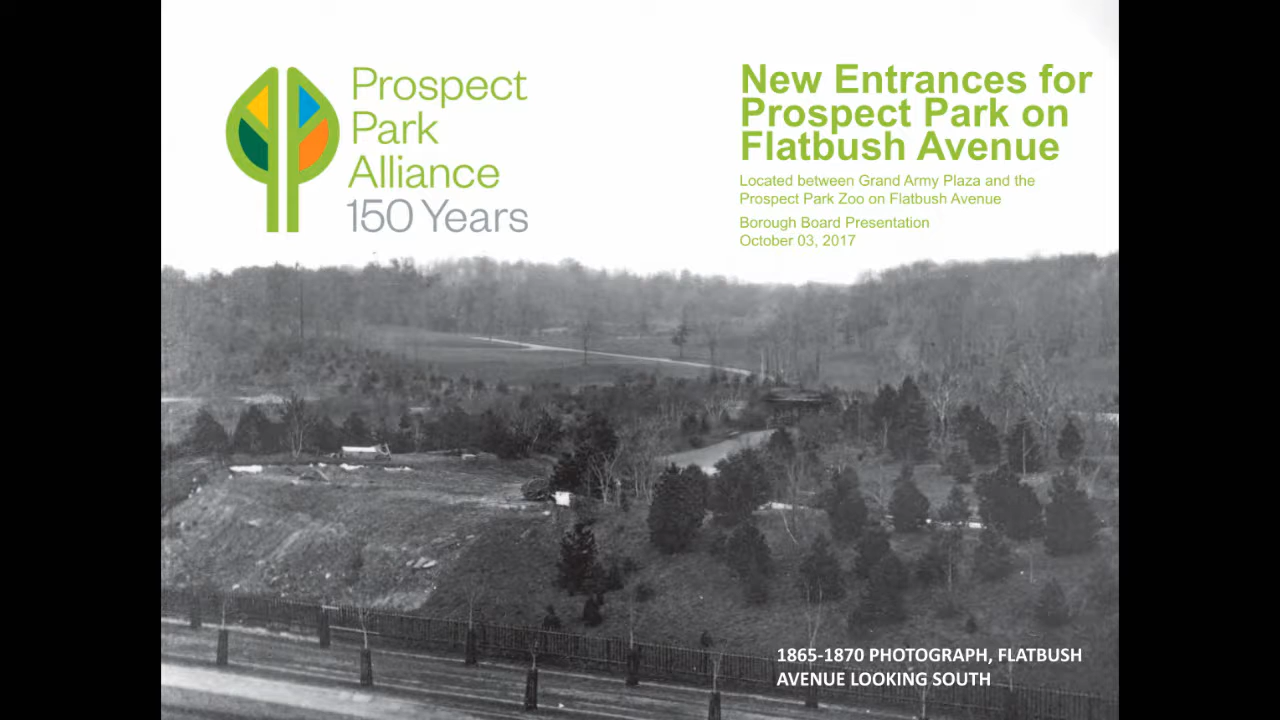 Prospect
Park
Alliance
150 Years
New Entrances for
Prospect Park on
Flatbush Avenue
Located between Grand Army Plaza and the
Prospect Park Zoo on Flatbush Avenue
Borough Board Presentation
October 03, 2017
1865-1870 PHOTOGRAPH, FLATBUSH
AVENUE LOOKING SOUTH